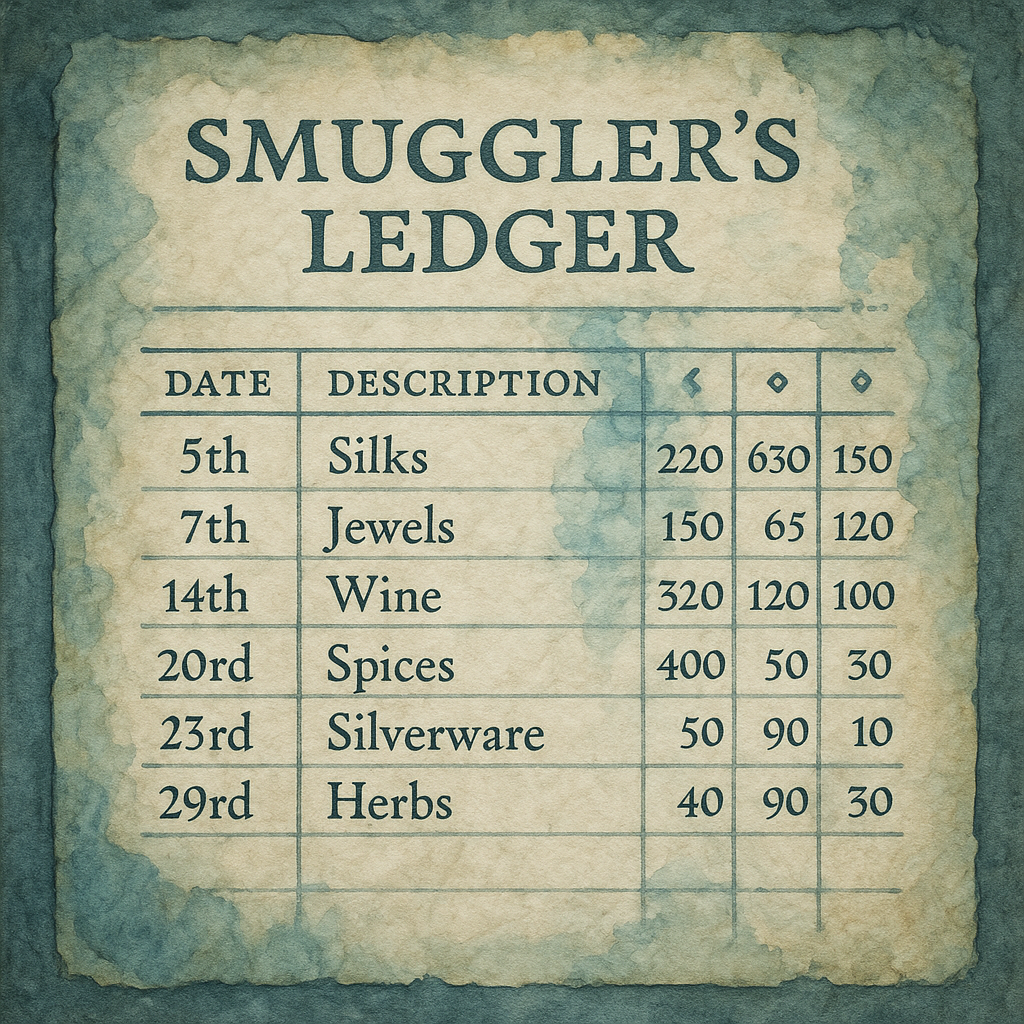 SMUGGLER'S
LEDGER
DATE DESCRIPTION
5th Silks 220 630 150
7th Jewels 150 65 120
14th Wine 320 120 100
20rd Spices 400 50 30
23rd Silverware 50 90 10
29rd Herbs 40 90 30